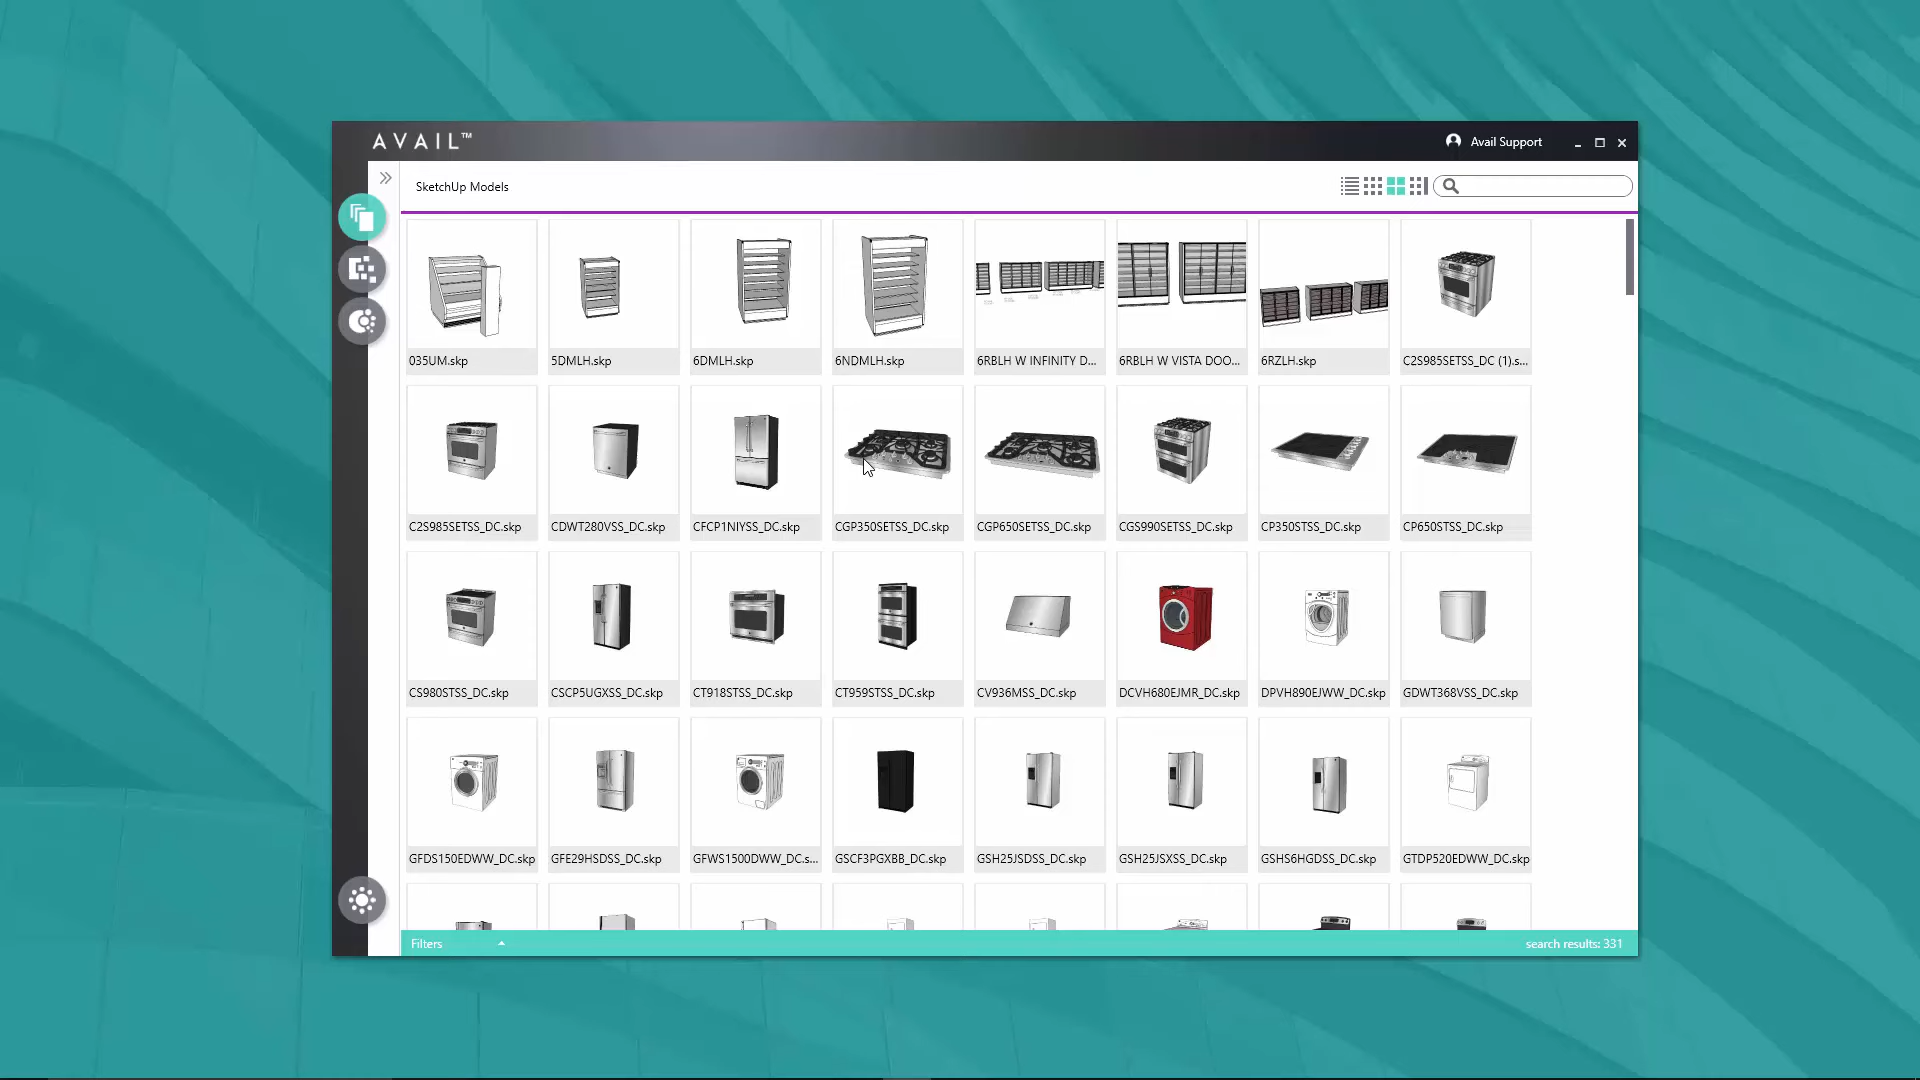 AVAIL™
Avail Support
SketchUp Models
035UM.skp
5DMLH.skp
6DMLH.skp
6NDMLH.skp
6RBLH W INFINITY D...
6RBLH W VISTA DOO...
6RZLH.skp
C2S985SETSS_DC (1).s...
C2S985SETSS_DC.skp
CDWT280VSS_DC.skp
CFCP1NIYSS_DC.skp
CGP350SETSS_DC.skp
CGP650SETSS_DC.skp
CGS990SETSS_DC.skp
CP350STSS_DC.skp
CP650STSS_DC.skp
CS980STSS_DC.skp
CSCP5UGXSS_DC.skp
CT918STSS_DC.skp
CT959STSS_DC.skp
CV936MSS_DC.skp
DCVH680EJMR_DC.skp
DPVH890EJWW_DC.skp
GDWT368VSS_DC.skp
GFDS150EDWW_DC.skp
GFE29HSDSS_DC.skp
GFWS1500DWW_DC.s...
GSCF3PGXBB_DC.skp
GSH25JSDSS_DC.skp
GSH25JSXSS_DC.skp
GSHS6HGDSS_DC.skp
GTDP520EDWW_DC.skp
Filters
search results: 331